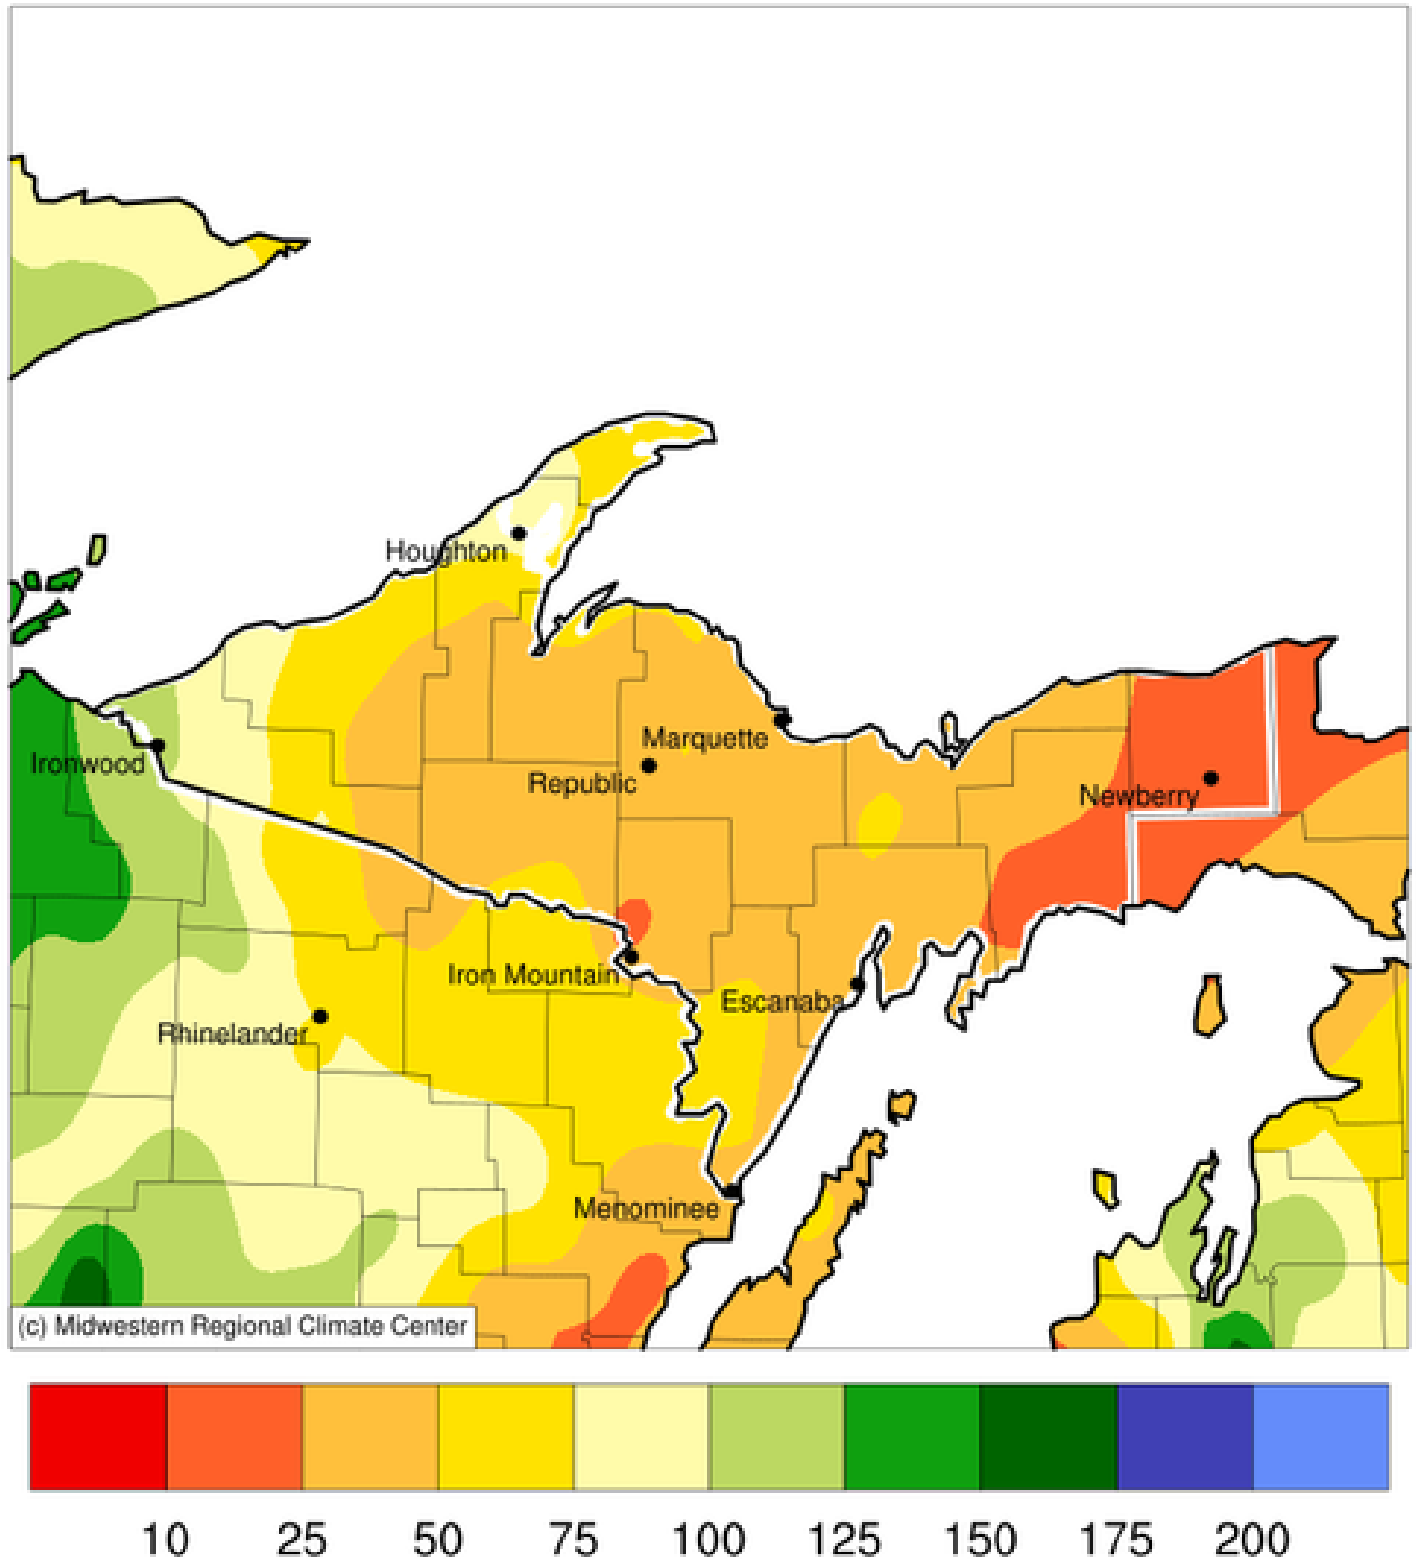 Houghton
Marquette
Ironwood
Republic
Newberry
Iron Mountain
Escanaba
Rhinelander
Menominee
(c) Midwestern Regional Climate Center
10 25 50 75 100 125 150 175 200